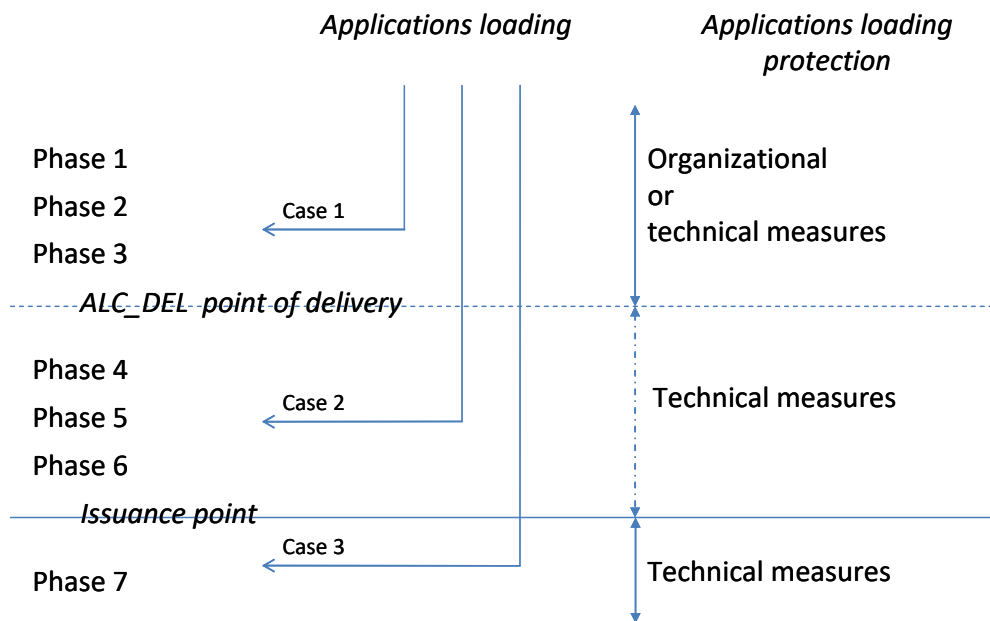 Applications loading
Applications loading
protection
Phase 1
Organizational
Phase 2
or
Case 1
technical measures
Phase 3
ALC_DEL point of delivery
Phase 4
Technical measures
Phase 5
Case 2
Phase 6
Issuance point
Case 3
Technical measures
Phase 7